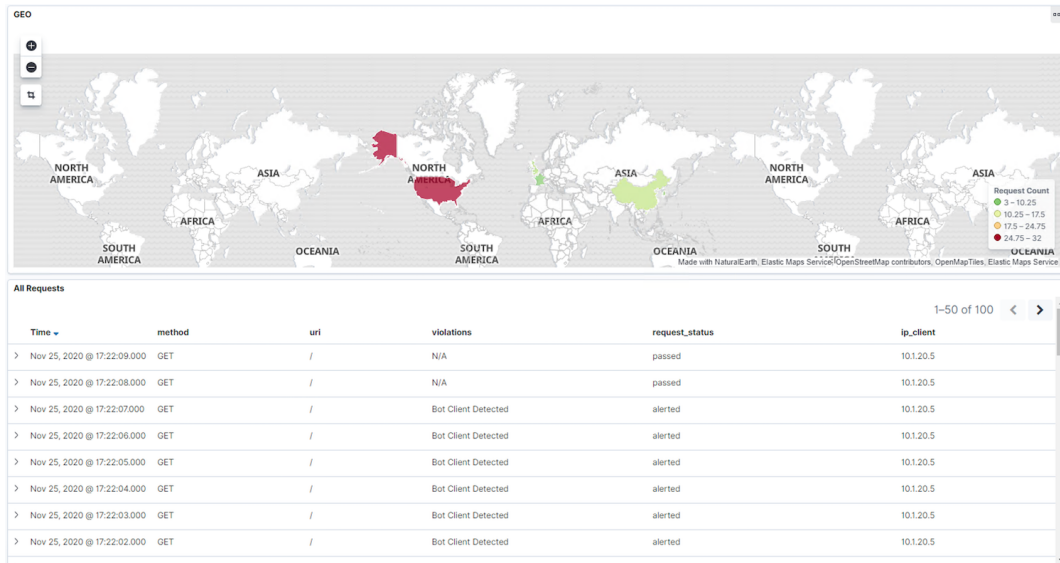 GEO
NORTH AMERICA
ASIA
AFRICA
SOUTH AMERICA
OCEANIA
NORTH AMERICA
ASIA
AFRICA
SOUTH AMERICA
OCEANIA
NORTH AMERICA
ASIA
AFRICA
SOUTH AMERICA
OCEANIA
Request Count
3 – 10.25
10.25 – 17.5
17.5 – 24.75
24.75 – 32
Made with NaturalEarth, Elastic Maps Service, OpenStreetMap contributors, OpenMapTiles, Elastic Maps Service
All Requests
1–50 of 100
Time method uri violations request_status ip_client
Nov 25, 2020 @ 17:22:09.000 GET / N/A passed 10.1.20.5
Nov 25, 2020 @ 17:22:08.000 GET / N/A passed 10.1.20.5
Nov 25, 2020 @ 17:22:07.000 GET / Bot Client Detected alerted 10.1.20.5
Nov 25, 2020 @ 17:22:06.000 GET / Bot Client Detected alerted 10.1.20.5
Nov 25, 2020 @ 17:22:05.000 GET / Bot Client Detected alerted 10.1.20.5
Nov 25, 2020 @ 17:22:04.000 GET / Bot Client Detected alerted 10.1.20.5
Nov 25, 2020 @ 17:22:03.000 GET / Bot Client Detected alerted 10.1.20.5
Nov 25, 2020 @ 17:22:02.000 GET / Bot Client Detected alerted 10.1.20.5